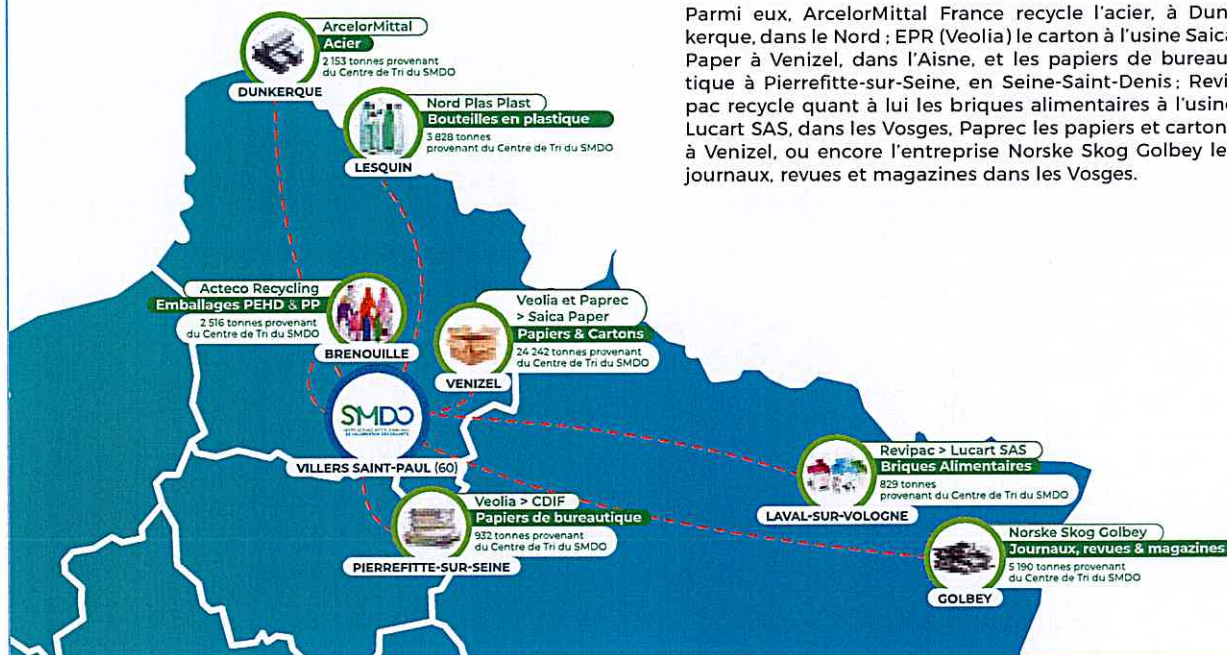 Parmi eux, ArcelorMittal France recycle l'acier, à Dun
kerque, dans le Nord ; EPR (Veolia) le carton à l'usine Saica
Paper à Venizel, dans l'Aisne, et les papiers de bureau
tique à Pierrefitte-sur-Seine, en Seine-Saint-Denis ; Revi
pac recycle quant à lui les briques alimentaires à l'usine
Lucart SAS, dans les Vosges, Paprec les papiers et carton
à Venizel, ou encore l'entreprise Norske Skog Golbey le
journaux, revues et magazines dans les Vosges.
ArcelorMittal
Acier
2 153 tonnes provenant
du Centre de Tri du SMDO
DUNKERQUE
Nord Plas Plast
Bouteilles en plastique
3 828 tonnes
provenant du Centre de Tri du SMDO
LESQUIN
Acteco Recycling
Emballages PEHD & PP
2 516 tonnes provenant
du Centre de Tri du SMDO
BRENOUILLE
Veolia et Paprec
> Saica Paper
Papiers & Cartons
24 242 tonnes provenant
du Centre de Tri du SMDO
VENIZEL
SMDO
VILLERS SAINT-PAUL (60)
Revipac > Lucart SAS
Briques Alimentaires
829 tonnes
provenant du Centre de Tri du SMDO
LAVAL-SUR-VOLOGNE
Veolia > CDIF
Papiers de bureautique
932 tonnes provenant
du Centre de Tri du SMDO
PIERREFITTE-SUR-SEINE
Norske Skog Golbey
Journaux, revues & magazines
5 190 tonnes provenant
du Centre de Tri du SMDO
GOLBEY